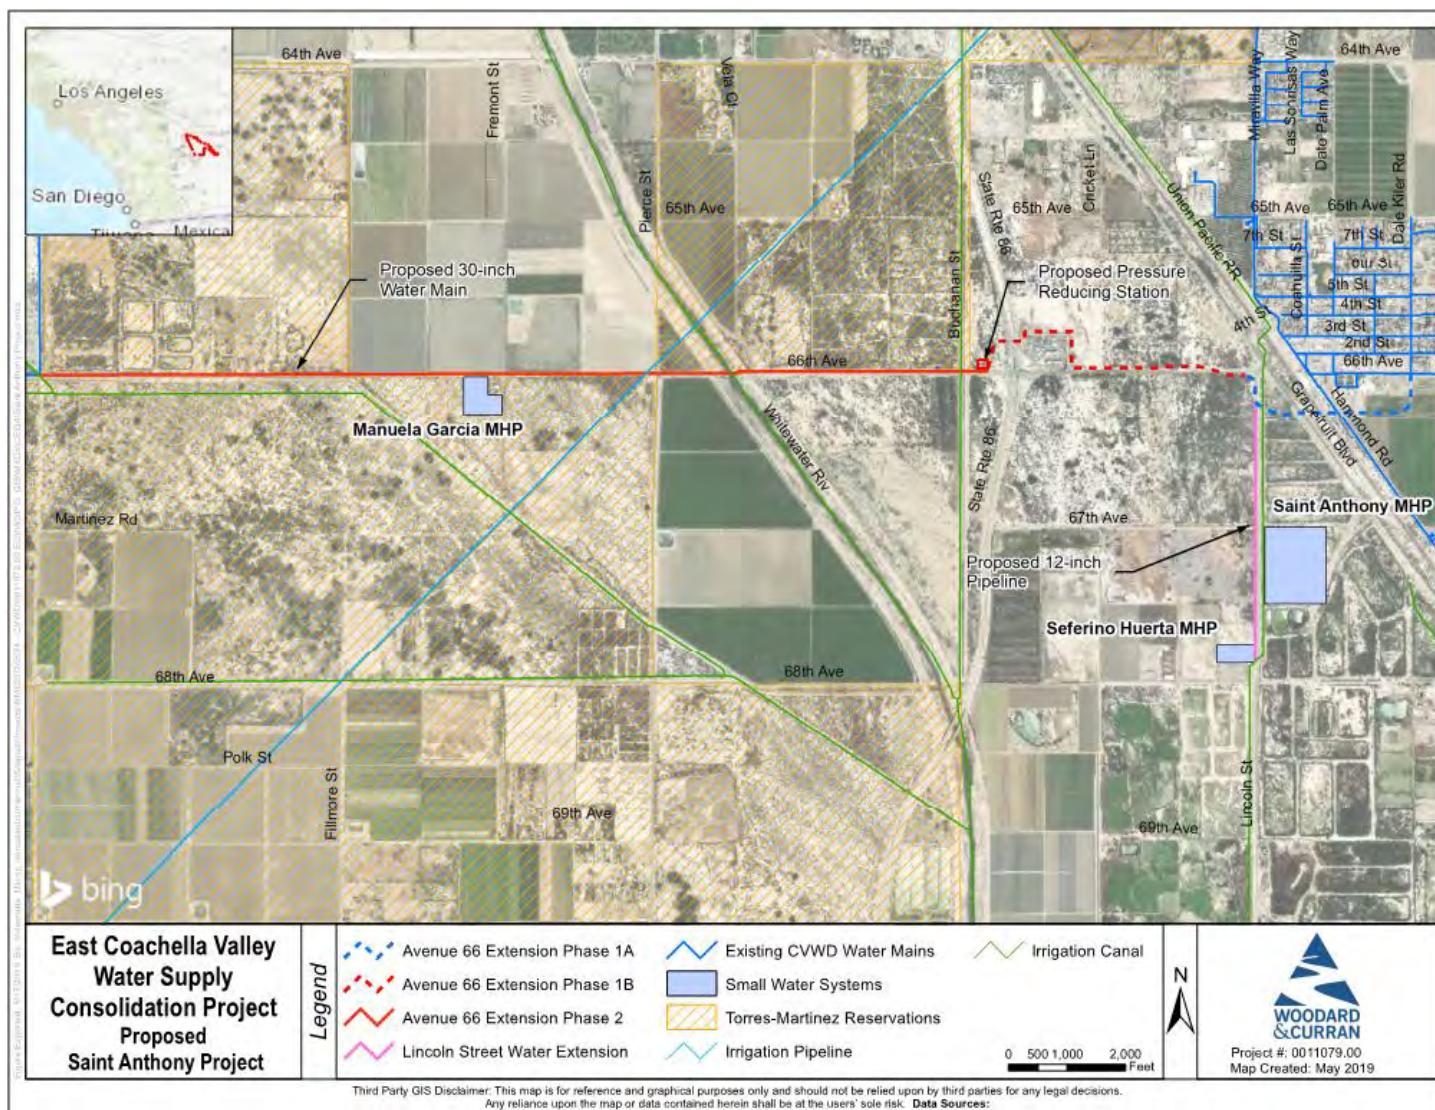 64th Ave
64th Ave
Los Angeles
San Diego
Tijuana
Mexica
Fremont St
Pierce St
65th Ave
Buchanan St
State Rte 86
65th Ave
Cricket Ln
Union Pacific RR
Miravilla Way
Las Sonrisas Way
Date Palm Ave
65th Ave
65th Ave
Dale Kiler Rd
7th St
7th St
Coahuilla St
5th St
4th St
4th St
3rd St
2nd St
66th Ave
Proposed 30-inch
Water Main
Proposed Pressure
Reducing Station
66th Ave
Manuela Garcia MHP
Whitewater Riv
State Rte 86
Grapefruit Blvd
Hammond Rd
Martinez Rd
67th Ave
Saint Anthony MHP
Proposed 12-inch
Pipeline
Seferino Huerta MHP
68th Ave
68th Ave
Polk St
Fillmore St
69th Ave
69th Ave
Lincoln St
bing
East Coachella Valley
Water Supply
Consolidation Project
Proposed
Saint Anthony Project
Legend
Avenue 66 Extension Phase 1A
Avenue 66 Extension Phase 1B
Avenue 66 Extension Phase 2
Lincoln Street Water Extension
Existing CVWD Water Mains
Small Water Systems
Torres-Martinez Reservations
Irrigation Pipeline
Irrigation Canal
0 500 1,000 2,000
Feet
N
WOODARD
&CURRAN
Project #: 0011079.00
Map Created: May 2019
Third Party GIS Disclaimer: This map is for reference and graphical purposes only and should not be relied upon by third parties for any legal decisions.
Any reliance upon the map or data contained herein shall be at the users' sole risk. Data Sources: